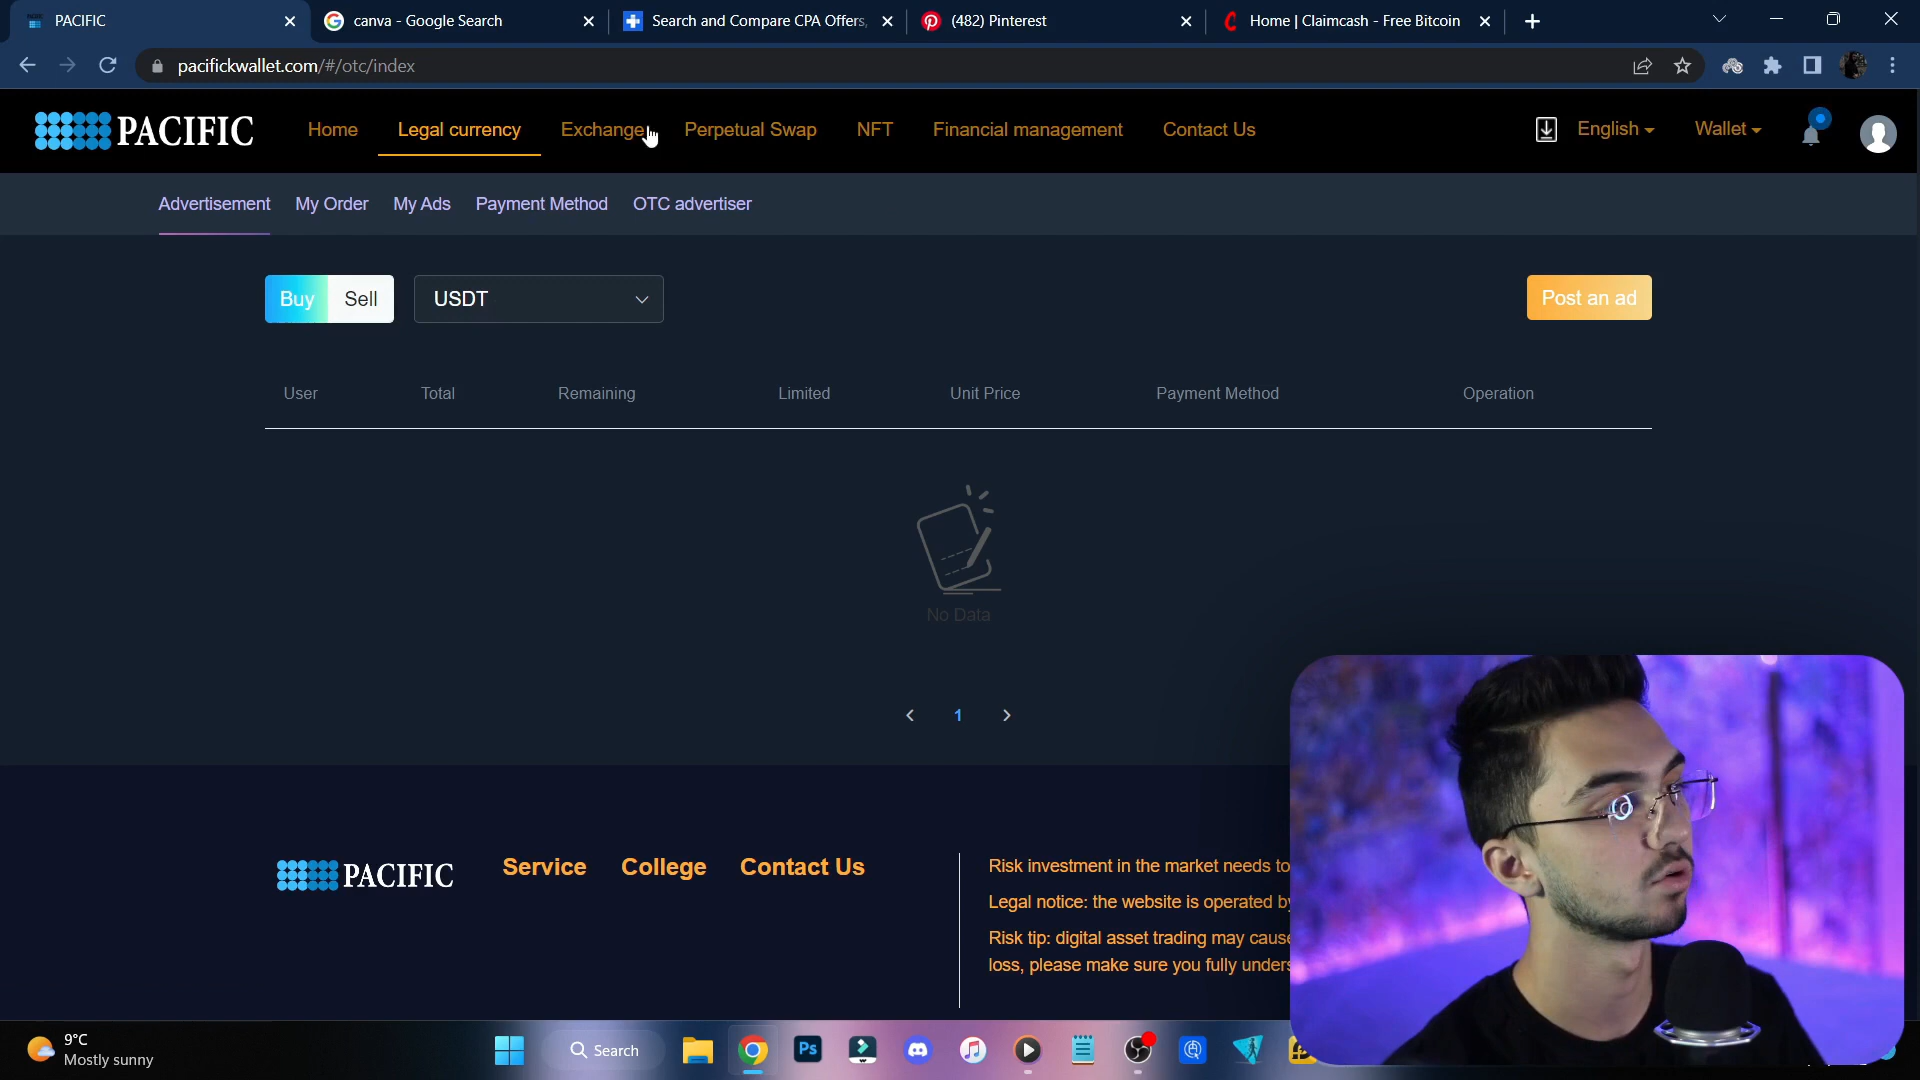 PACIFIC
canva - Google Search
Search and Compare CPA Offers,
(482) Pinterest
Home | Claimcash - Free Bitcoin
pacifickwallet.com/#/otc/index
PACIFIC
Home
Legal currency
Exchange
Perpetual Swap
NFT
Financial management
Contact Us
English
Wallet
Advertisement
My Order
My Ads
Payment Method
OTC advertiser
Buy
Sell
USDT
Post an ad
User
Total
Remaining
Limited
Unit Price
Payment Method
Operation
No Data
1
PACIFIC
Service
College
Contact Us
Risk investment in the market needs to
Legal notice: the website is operated by
Risk tip: digital asset trading may cause
loss, please make sure you fully
9°C
Mostly sunny
Search
Ps